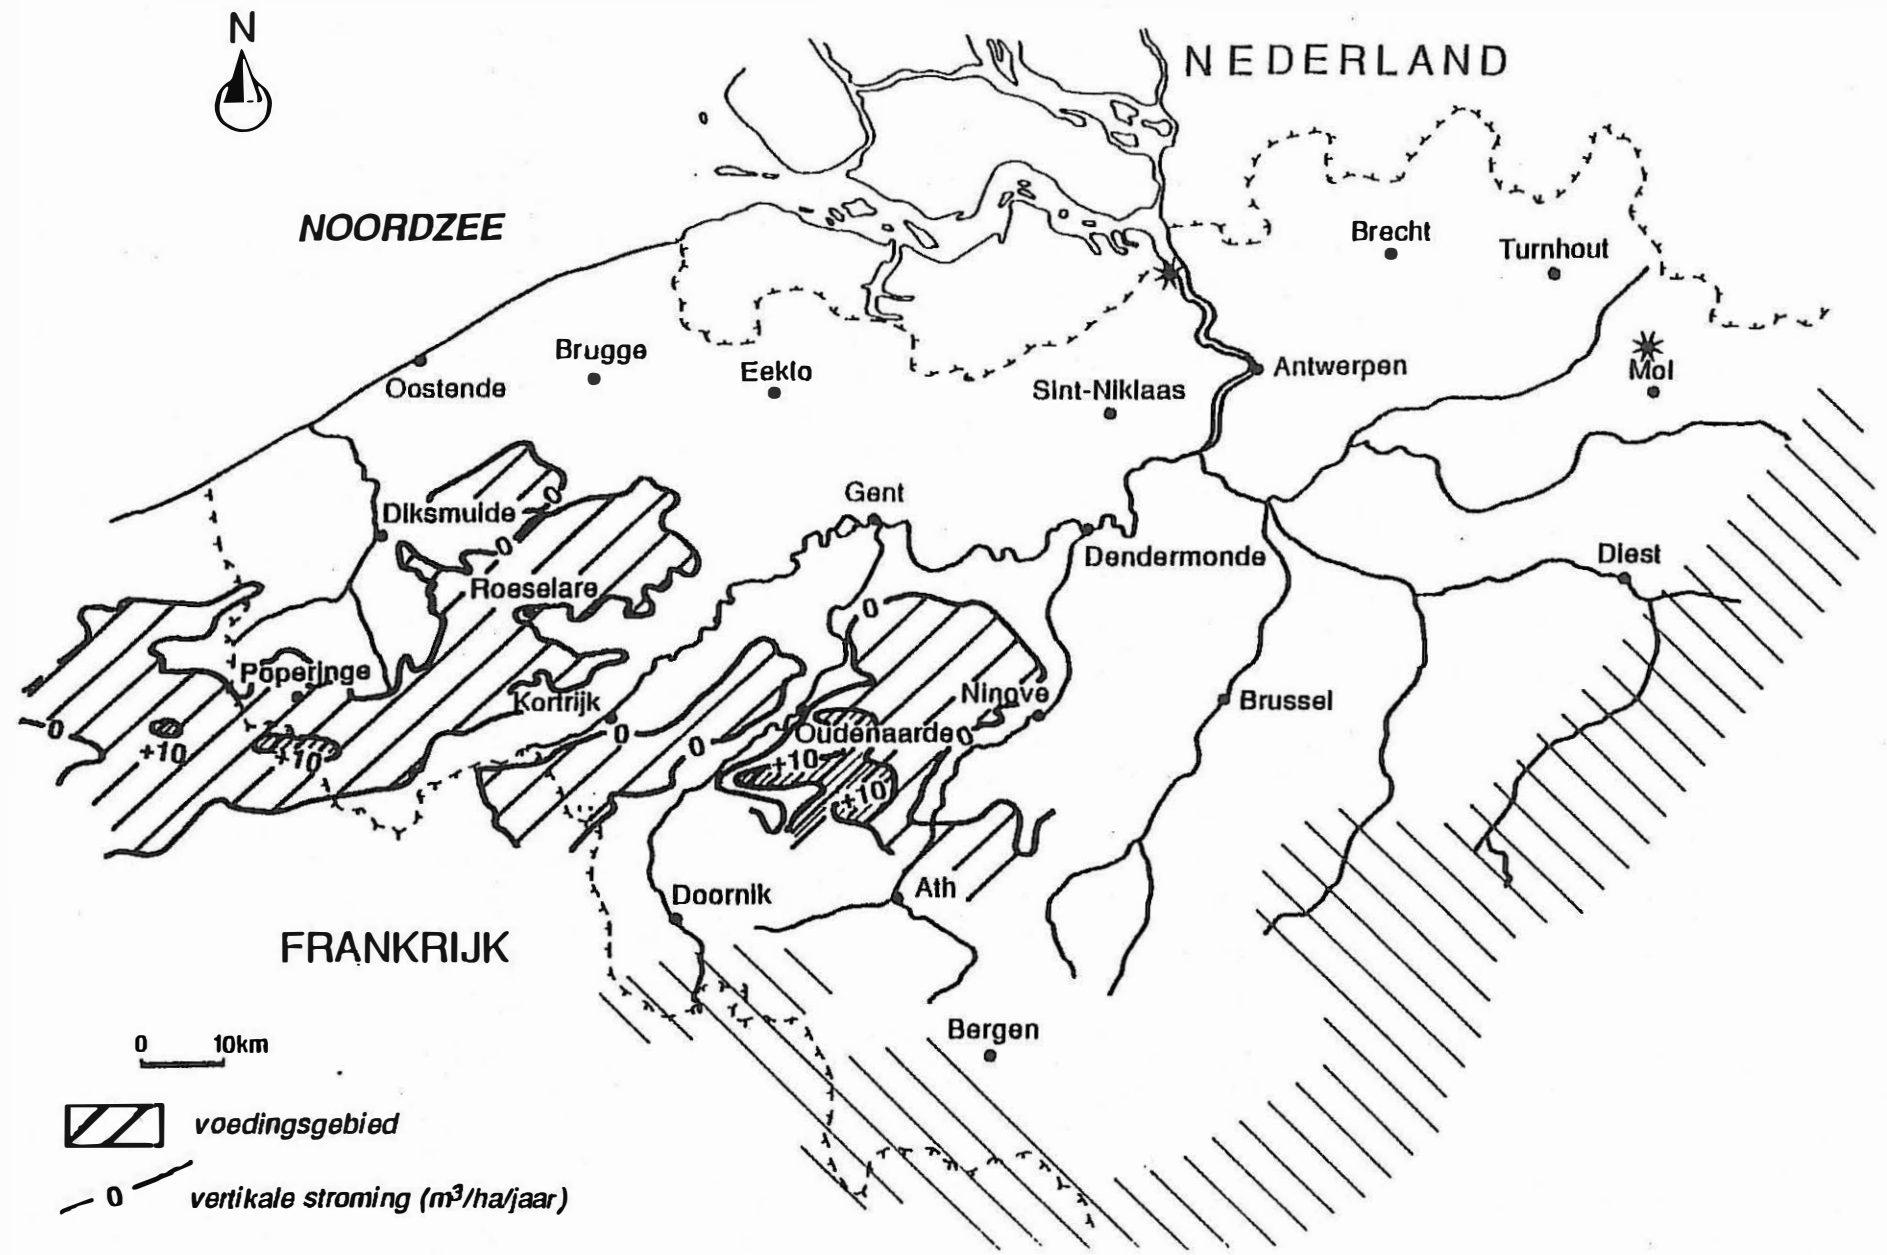 N
NEDERLAND
NOORDZEE
Brecht
Turnhout
Brugge
Eeklo
Oostende
Sint-Niklaas
Antwerpen
Mol
Gent
0
Diksmuide
0
Dendermonde
Diest
Roeselare
0
Poperinge
Kortrijk
Ninove
Brussel
0
0
0
Oudenaarde
0
+10
+10
+10
+10
Doornik
Ath
FRANKRIJK
Bergen
0
10km
voedingsgebied
0
vertikale stroming (m³/ha/jaar)